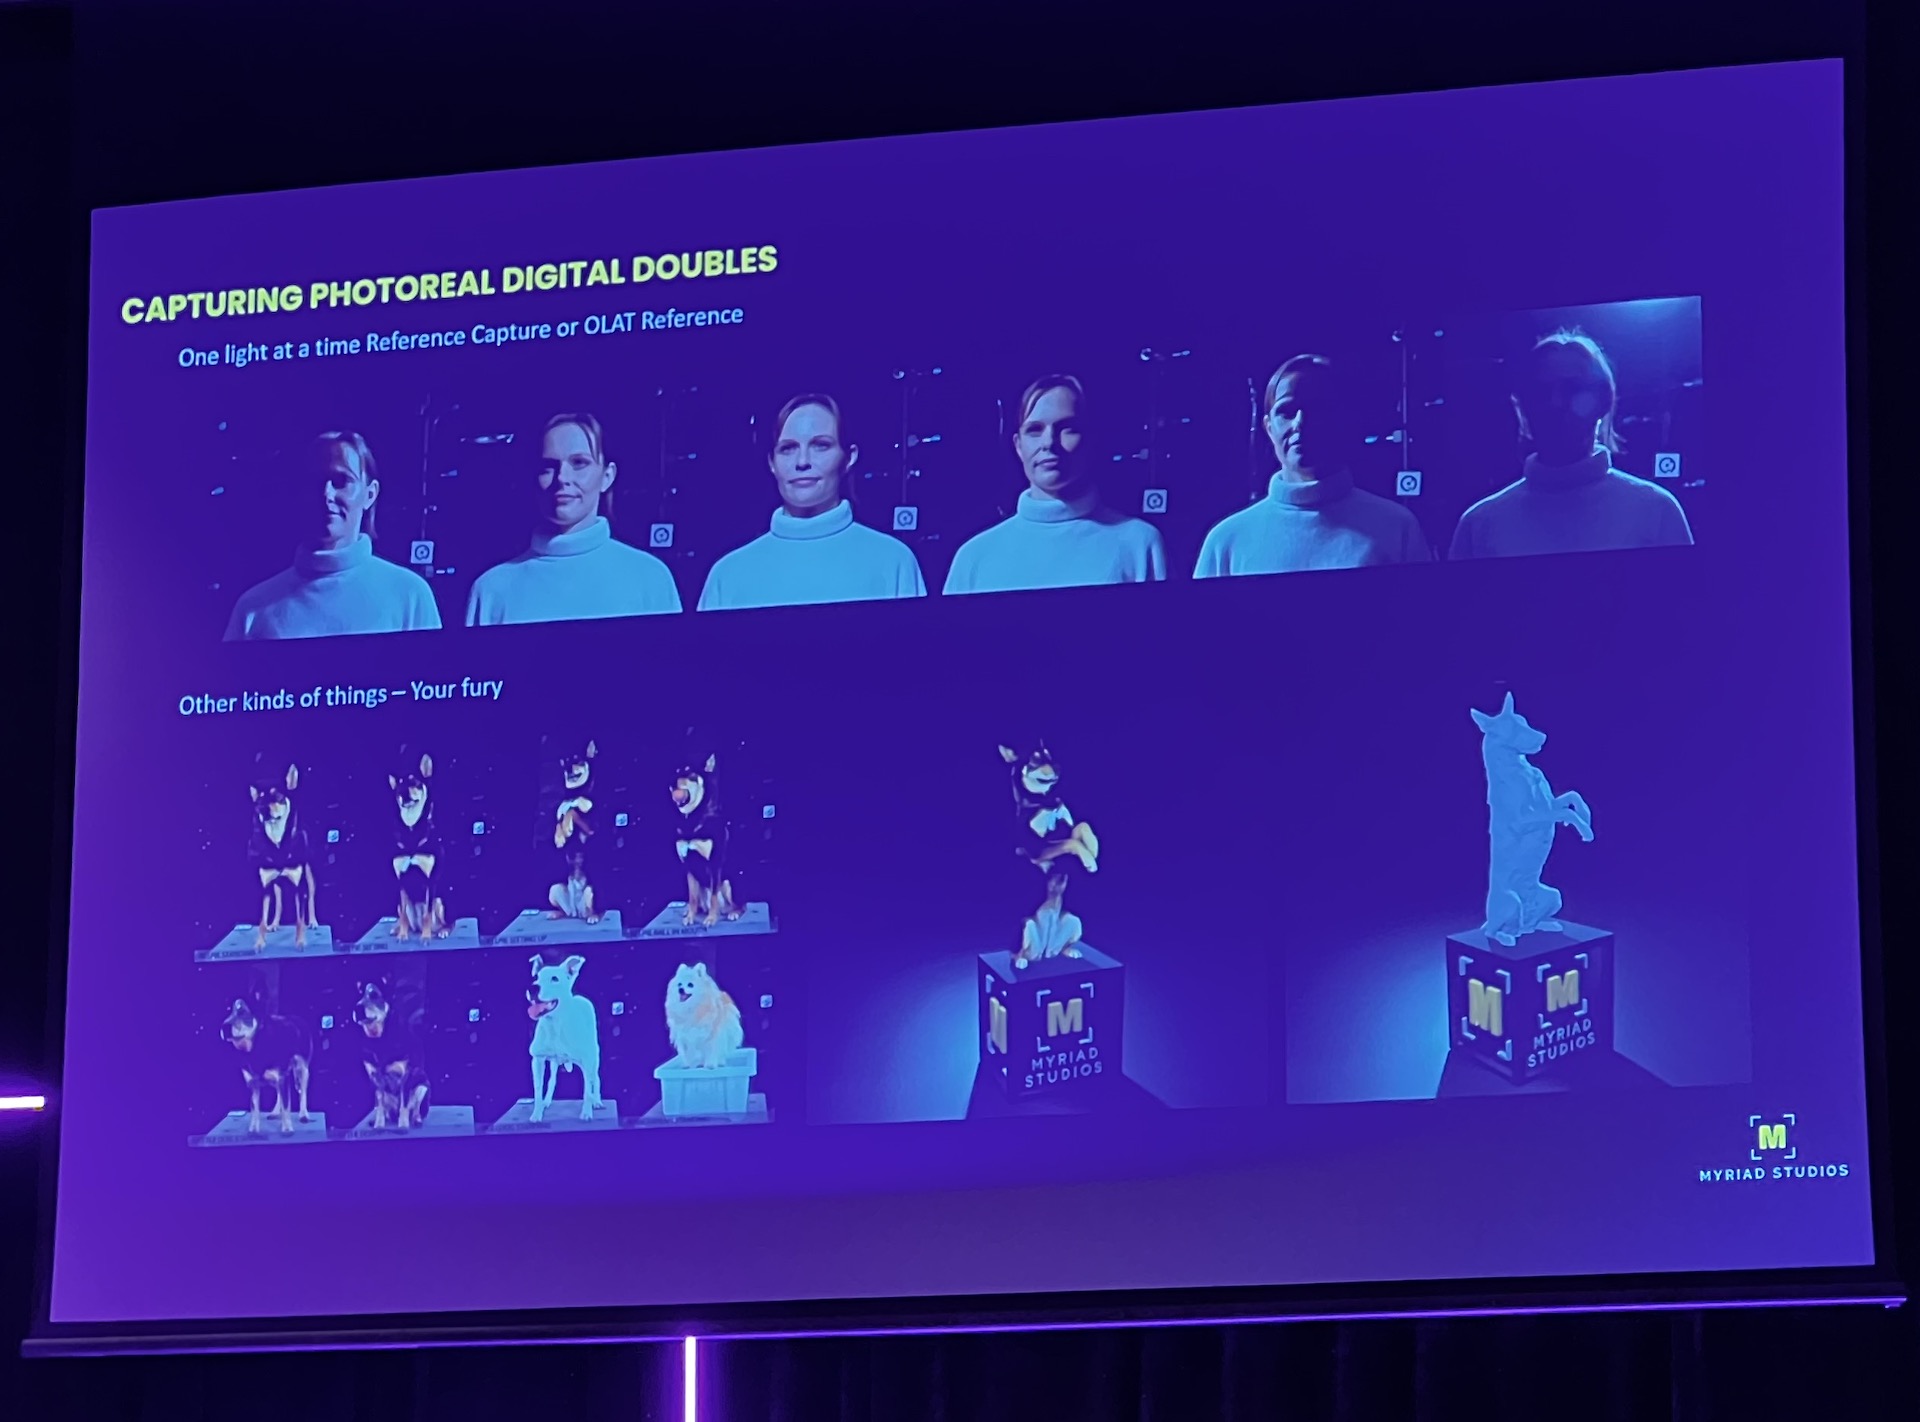 CAPTURING PHOTOREAL DIGITAL DOUBLES
One light at a time Reference Capture or OLAT Reference
Other kinds of things – Your fury
M
MYRIAD
STUDIOS
M
M
MYRIAD
STUDIOS
M
MYRIAD STUDIOS